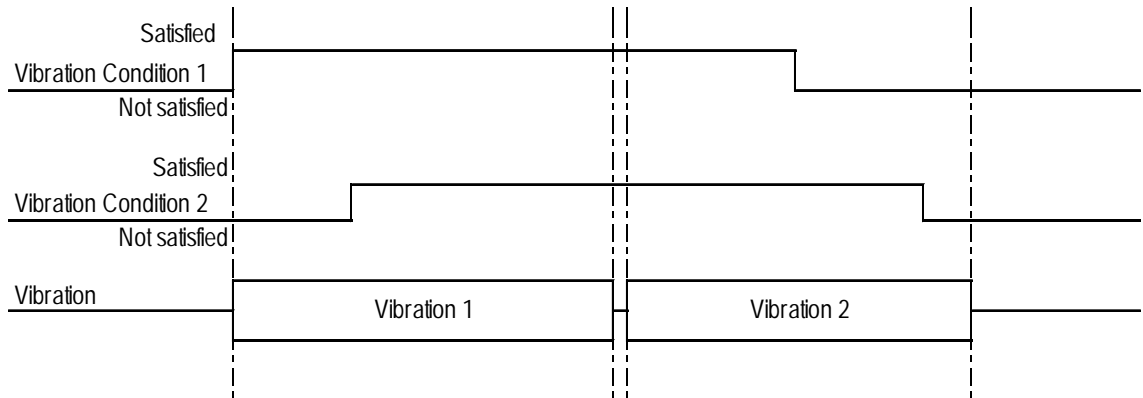 Satisfied
Vibration Condition 1
Not satisfied
Satisfied
Vibration Condition 2
Not satisfied
Vibration
Vibration 1
Vibration 2